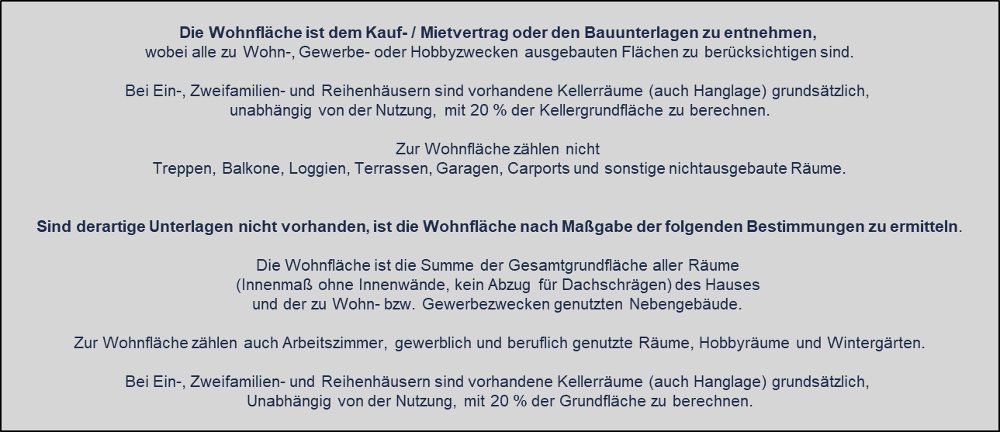 Die Wohnfläche ist dem Kauf- / Mietvertrag oder den Bauunterlagen zu entnehmen,
wobei alle zu Wohn-, Gewerbe- oder Hobbyzwecken ausgebauten Flächen zu berücksichtigen sind.
Bei Ein-, Zweifamilien- und Reihenhäusern sind vorhandene Kellerräume (auch Hanglage) grundsätzlich,
unabhängig von der Nutzung, mit 20 % der Kellergrundfläche zu berechnen.
Zur Wohnfläche zählen nicht
Treppen, Balkone, Loggien, Terrassen, Garagen, Carports und sonstige nichtausgebaute Räume.
Sind derartige Unterlagen nicht vorhanden, ist die Wohnfläche nach Maßgabe der folgenden Bestimmungen zu ermitteln.
Die Wohnfläche ist die Summe der Gesamtgrundfläche aller Räume
(Innenmaß ohne Innenwände, kein Abzug für Dachschrägen) des Hauses
und der zu Wohn- bzw. Gewerbezwecken genutzten Nebengebäude.
Zur Wohnfläche zählen auch Arbeitszimmer, gewerblich und beruflich genutzte Räume, Hobbyräume und Wintergärten.
Bei Ein-, Zweifamilien- und Reihenhäusern sind vorhandene Kellerräume (auch Hanglage) grundsätzlich,
Unabhängig von der Nutzung, mit 20 % der Grundfläche zu berechnen.